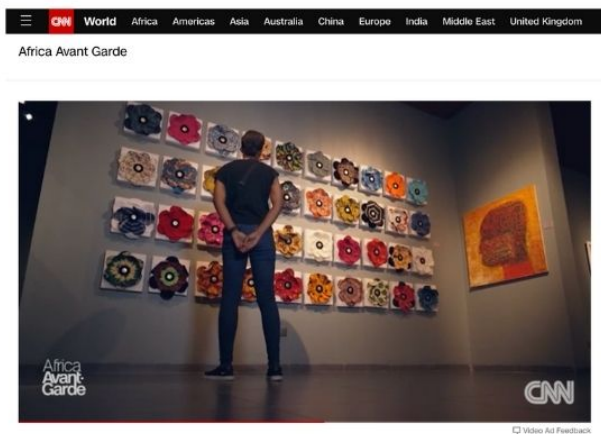 CNN World Africa Americas Asia Australia China Europe India Middle East United Kingdom
Africa Avant Garde
Africa
Avant-
Garde
CNN
Video Ad Feedback